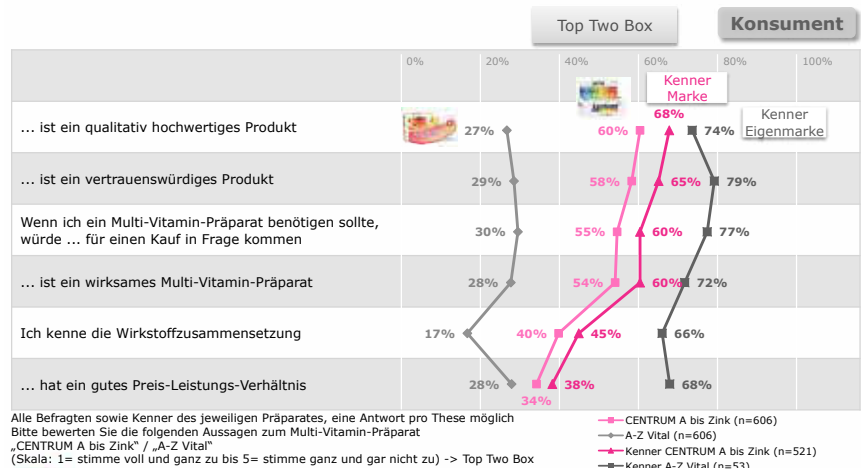 Top Two Box
Konsument
0% 20% 40% 60% 80% 100%
Kenner
Marke
68%
Kenner
Eigenmarke
... ist ein qualitativ hochwertiges Produkt 27% 60% 74%
... ist ein vertrauenswürdiges Produkt 29% 58% 65% 79%
Wenn ich ein Multi-Vitamin-Präparat benötigen sollte,
würde ... für einen Kauf in Frage kommen 30% 55% 60% 77%
... ist ein wirksames Multi-Vitamin-Präparat 28% 54% 60% 72%
Ich kenne die Wirkstoffzusammensetzung 17% 40% 45% 66%
... hat ein gutes Preis-Leistungs-Verhältnis 28% 38% 68%
34%
Alle Befragten sowie Kenner des jeweiligen Präparates, eine Antwort pro These möglich
Bitte bewerten Sie die folgenden Aussagen zum Multi-Vitamin-Präparat
„CENTRUM A bis Zink" / „A-Z Vital"
(Skala: 1= stimme voll und ganz zu bis 5= stimme ganz und gar nicht zu) -> Top Two Box
CENTRUM A bis Zink (n=606)
A-Z Vital (n=606)
Kenner CENTRUM A bis Zink (n=521)
Kenner A-Z Vital (n=53)